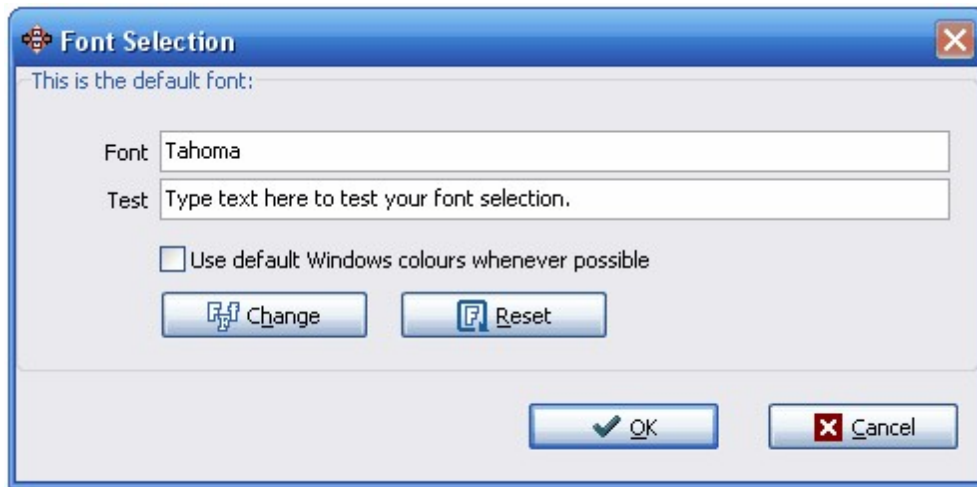 Font Selection
This is the default font:
Font Tahoma
Test Type text here to test your font selection.
Use default Windows colours whenever possible
Change Reset
OK Cancel